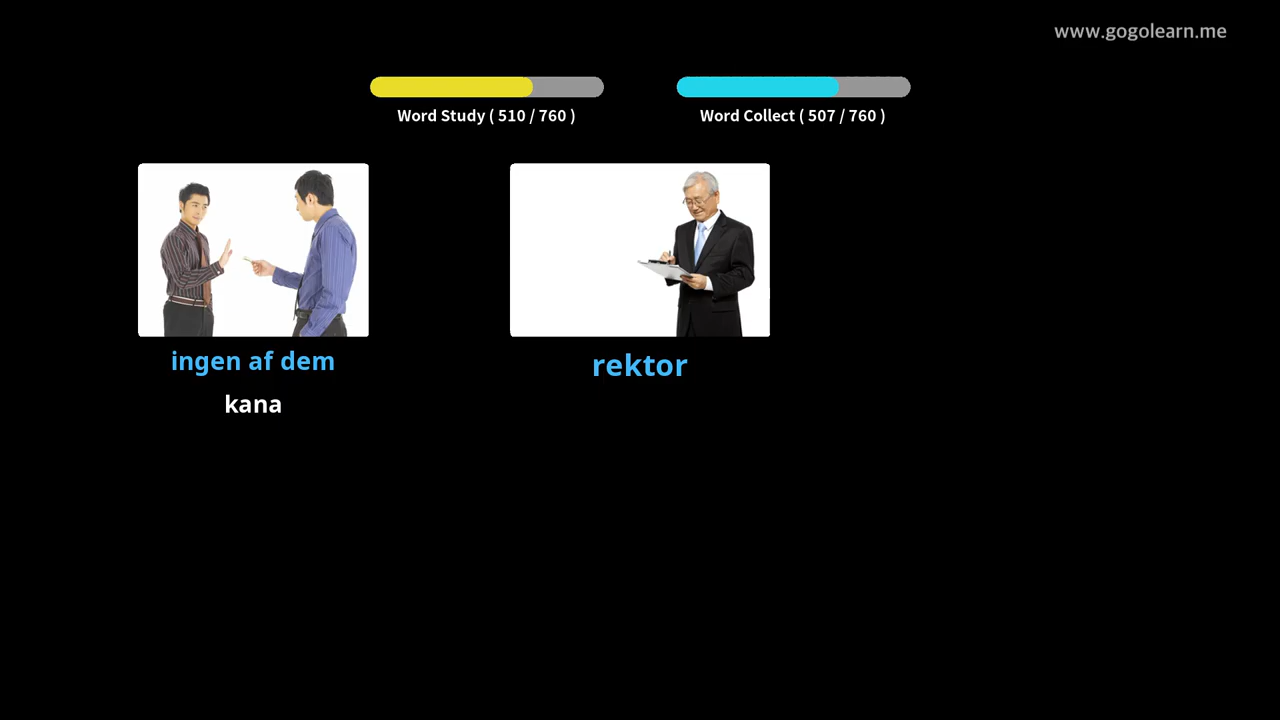 www.gogolearn.me
Word Study ( 510 / 760 )
Word Collect ( 507 / 760 )
ingen af dem
kana
rektor